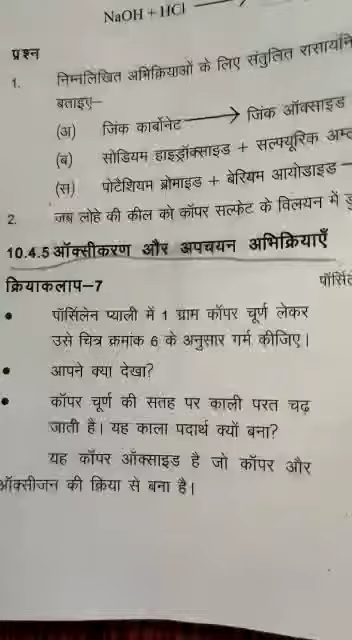 NaOH + HCl ⟶
प्रश्न
1. निम्नलिखित अभिक्रियाओं के लिए संतुलित
बताइए–
(अ) जिंक कार्बोनेट ⟶ जिंक ऑक्साइड
(ब) सोडियम हाइड्रॉक्साइड + सल्फ्यूरिक
(स) पोटैशियम ब्रोमाइड + बेरियम आयोडाइड
2. जब लोहे की कील को कॉपर सल्फेट के विलयन में
10.4.5 ऑक्सीकरण और अपचयन अभिक्रियाएँ
क्रियाकलाप–7
• पॉर्सिलेन प्याली में 1 ग्राम कॉपर चूर्ण लेकर
उसे चित्र क्रमांक 6 के अनुसार गर्म कीजिए।
• आपने क्या देखा?
• कॉपर चूर्ण की सतह पर काली परत चढ़
जाती है। यह काला पदार्थ क्यों बना?
यह कॉपर ऑक्साइड है जो कॉपर और
ऑक्सीजन की क्रिया से बना है।